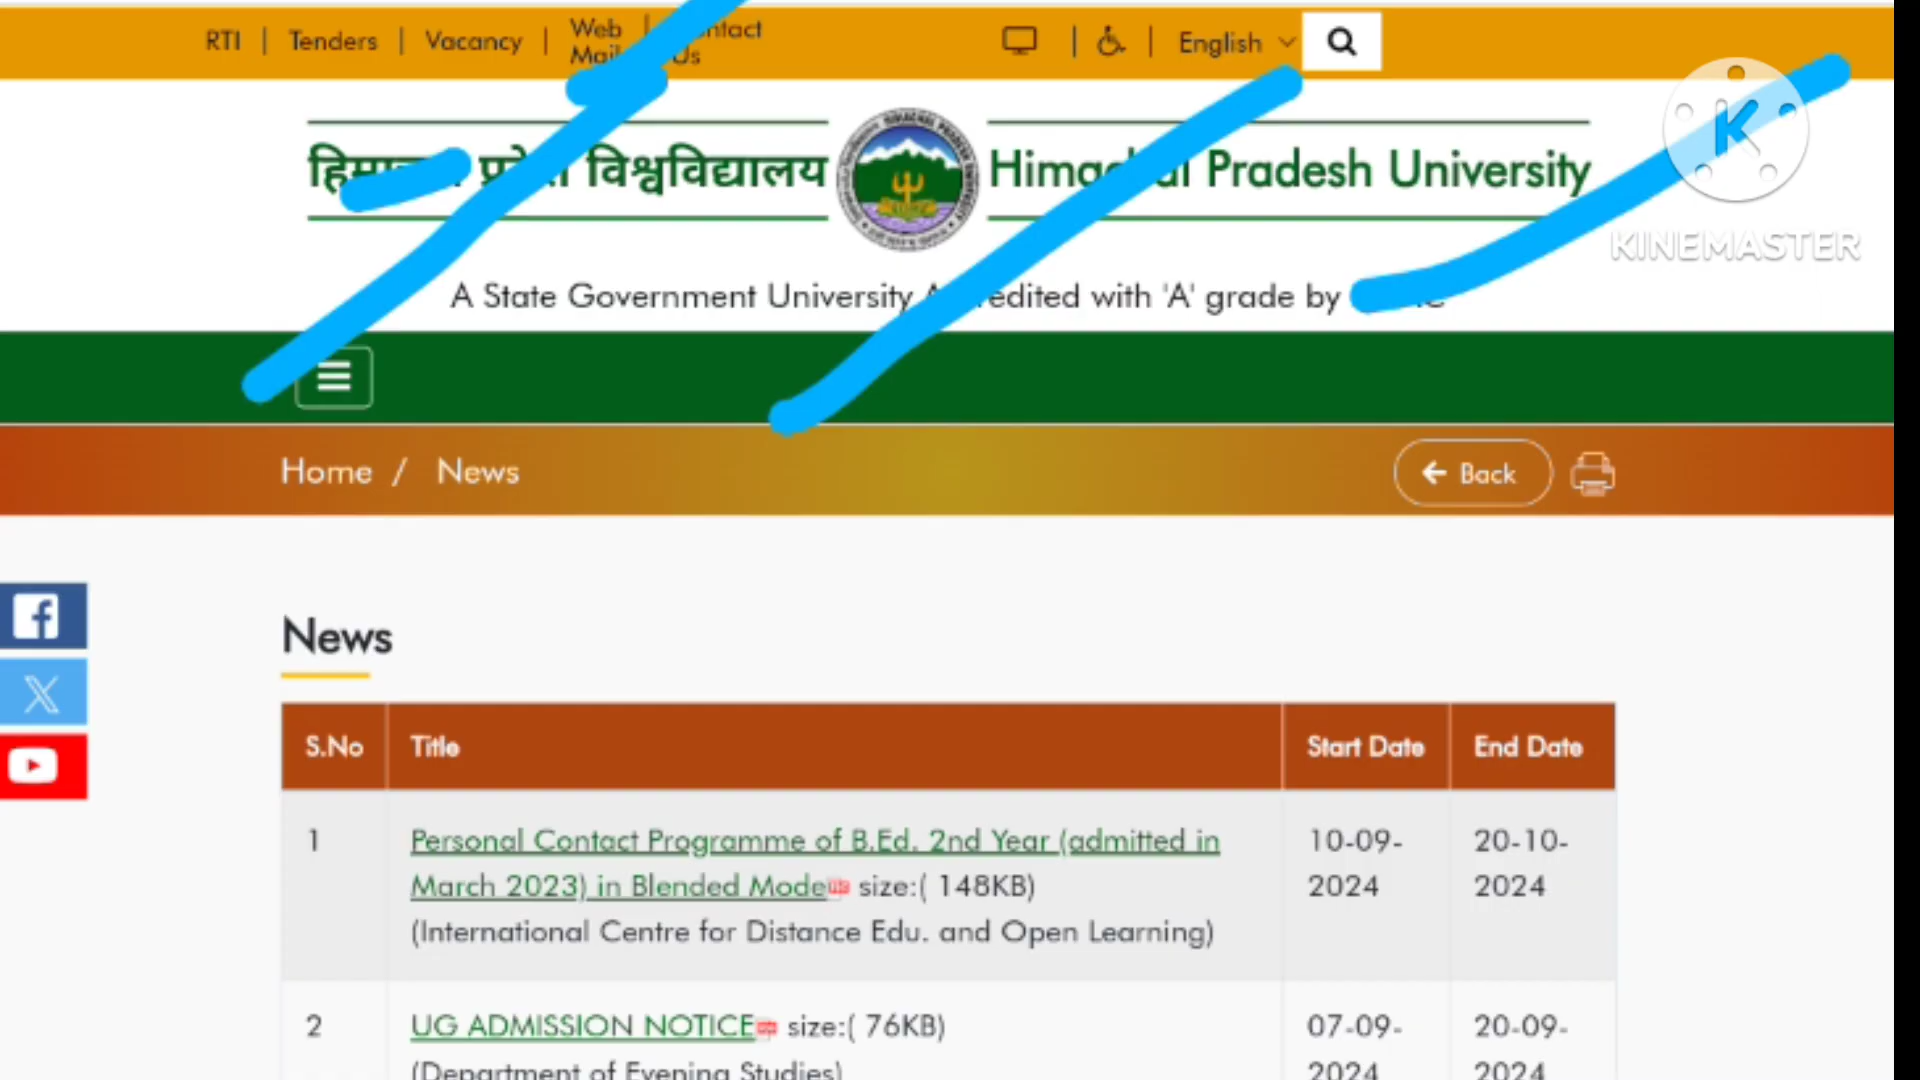 RTI | Tenders | Vacancy | Web Mail | Us
English
विश्वविद्यालय
Pradesh University
A State Government University with 'A' grade by
KINEMASTER
Home / News
Back
News
S.No Title Start Date End Date
1 Personal Contact Programme of B.Ed. 2nd Year (admitted in 10-09- 20-10-
March 2023) in Blended Mode size:( 148KB) 2024 2024
(International Centre for Distance Edu. and Open Learning)
2 UG ADMISSION NOTICE size:( 76KB) 07-09- 20-09-
(Department of Evening Studies) 2024 2024